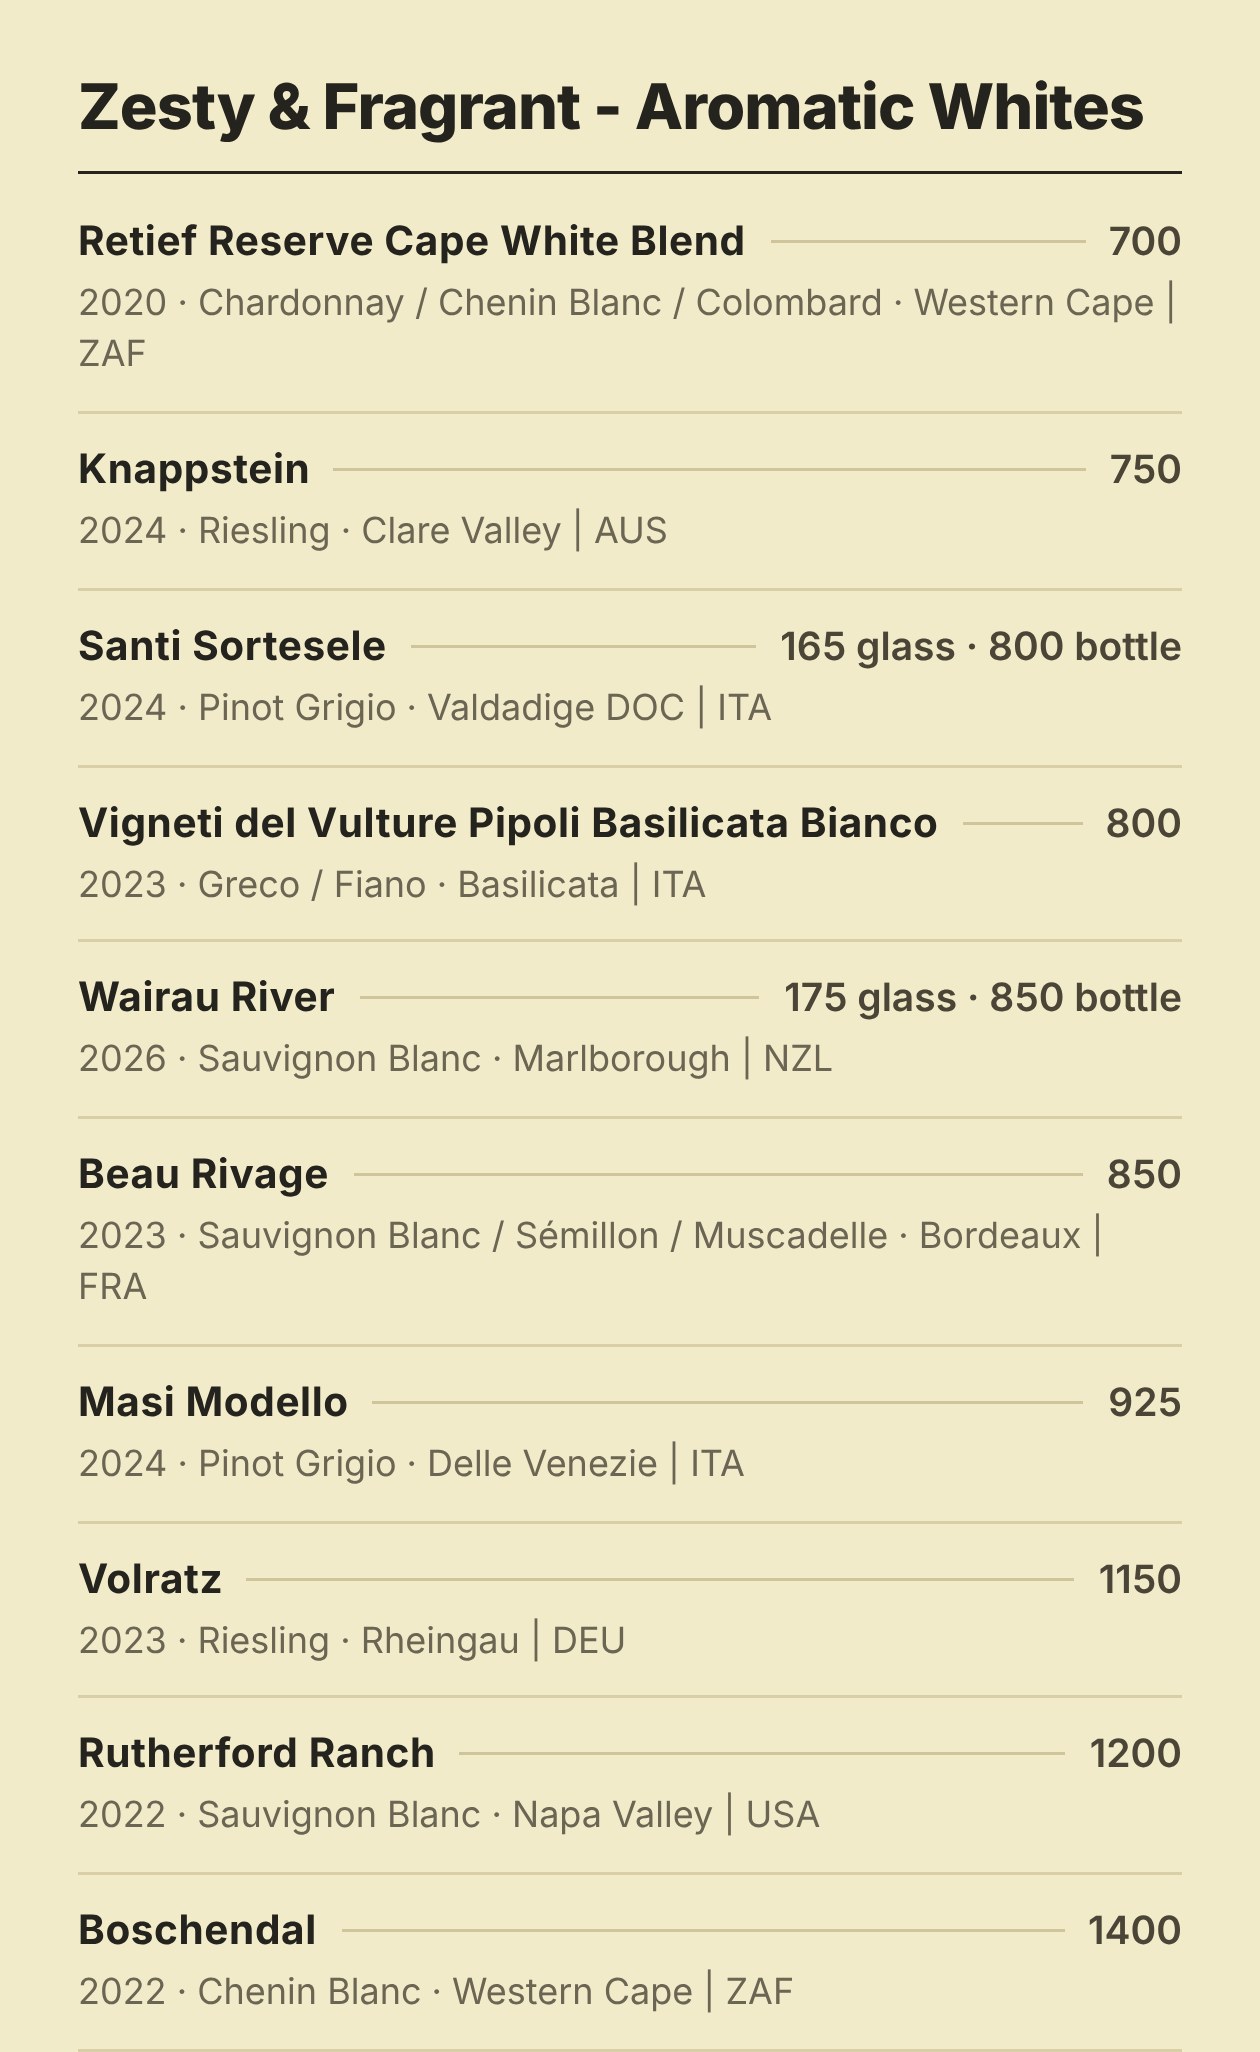 Zesty & Fragrant - Aromatic Whites
Retief Reserve Cape White Blend 700
2020 · Chardonnay / Chenin Blanc / Colombard · Western Cape |
ZAF
Knappstein 750
2024 · Riesling · Clare Valley | AUS
Santi Sortesele 165 glass · 800 bottle
2024 · Pinot Grigio · Valdadige DOC | ITA
Vigneti del Vulture Pipoli Basilicata Bianco 800
2023 · Greco / Fiano · Basilicata | ITA
Wairau River 175 glass · 850 bottle
2026 · Sauvignon Blanc · Marlborough | NZL
Beau Rivage 850
2023 · Sauvignon Blanc / Sémillon / Muscadelle · Bordeaux |
FRA
Masi Modello 925
2024 · Pinot Grigio · Delle Venezie | ITA
Volratz 1150
2023 · Riesling · Rheingau | DEU
Rutherford Ranch 1200
2022 · Sauvignon Blanc · Napa Valley | USA
Boschendal 1400
2022 · Chenin Blanc · Western Cape | ZAF